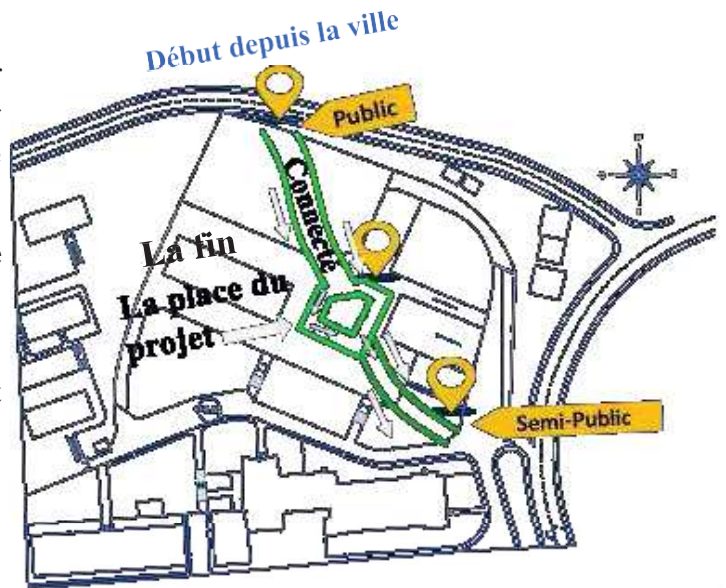 Début depuis la ville
Public
Connecté
La fin
La place du
projet
Semi-Public